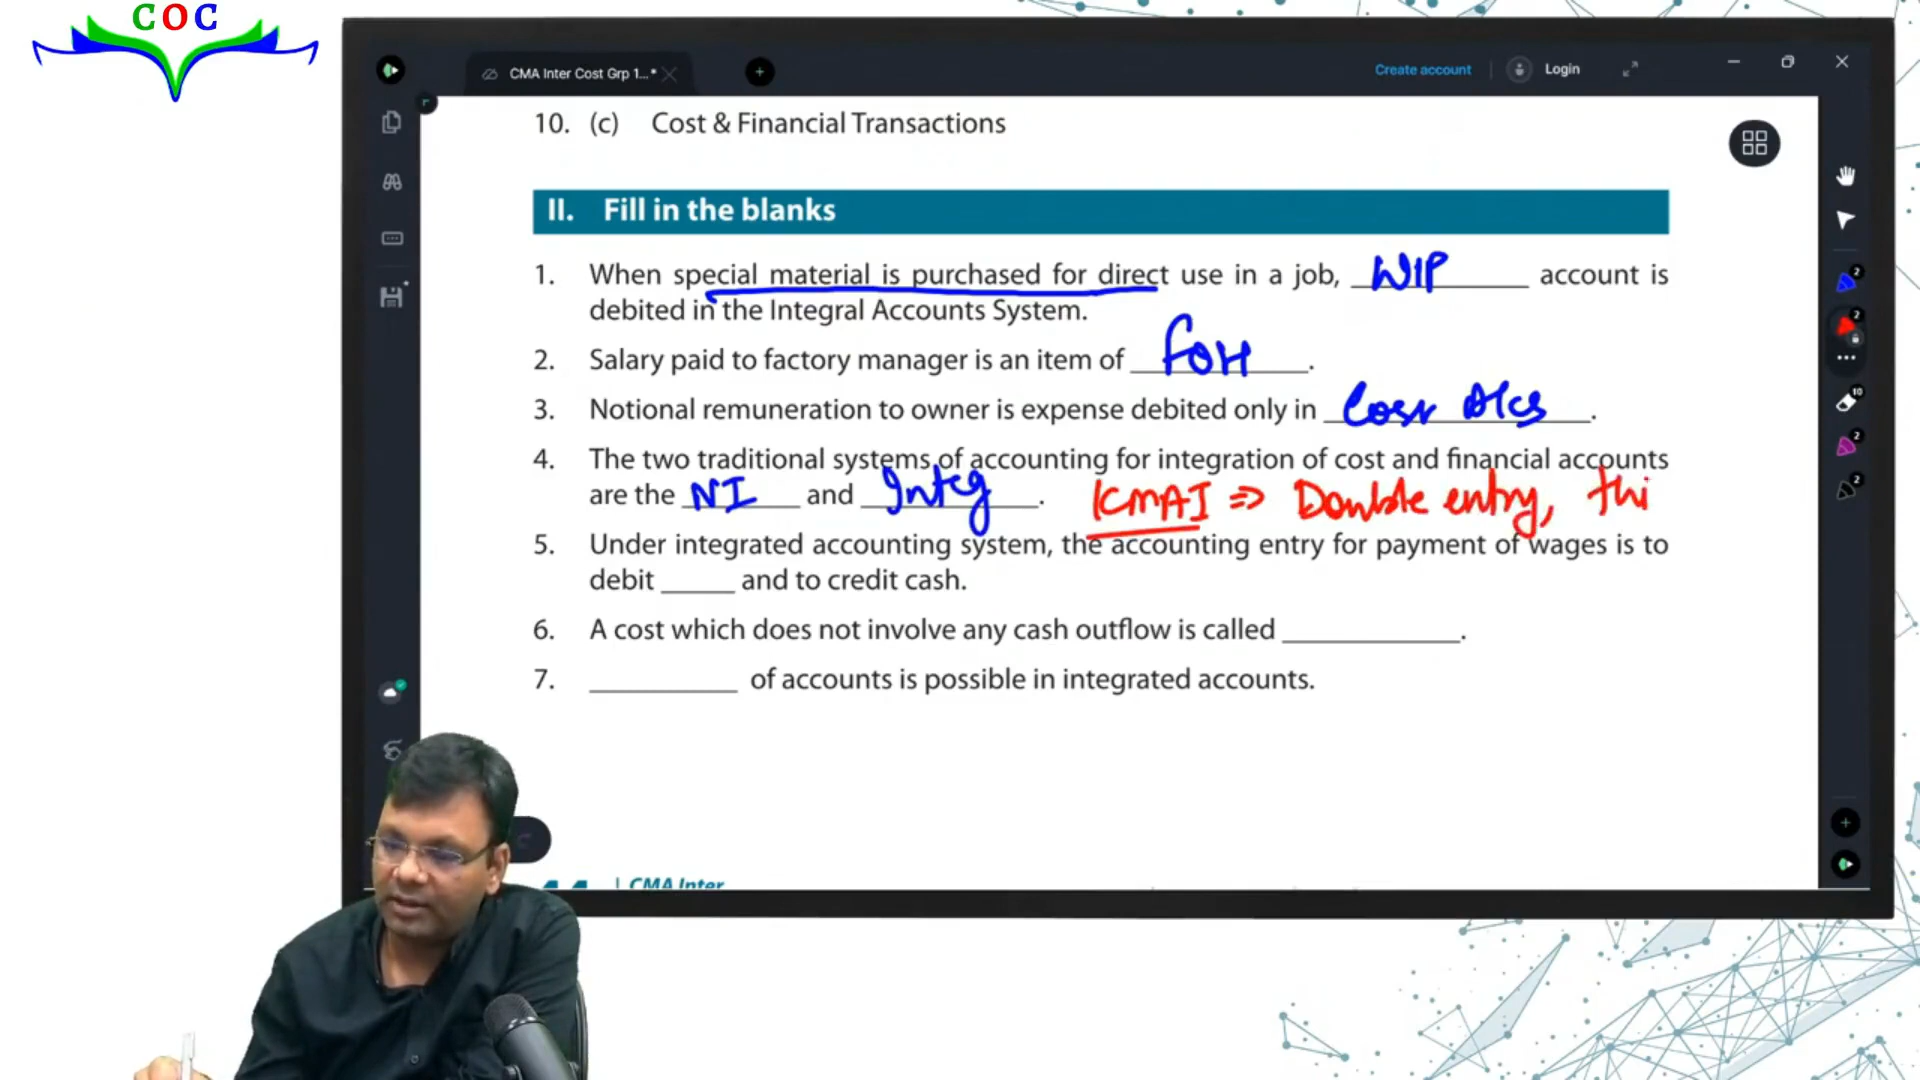 COC
CMA Inter Cost Grp 1...*
Create account
Login
10. (c) Cost & Financial Transactions
II. Fill in the blanks
1. When special material is purchased for direct use in a job, WIP account is
debited in the Integral Accounts System.
2. Salary paid to factory manager is an item of FOH.
3. Notional remuneration to owner is expense debited only in Cost A/cs.
4. The two traditional systems of accounting for integration of cost and financial accounts
are the NI and Integ. ICMAI ⇒ Double entry, thi
5. Under integrated accounting system, the accounting entry for payment of wages is to
debit _____ and to credit cash.
6. A cost which does not involve any cash outflow is called ____________.
7. __________ of accounts is possible in integrated accounts.
CMA Inter